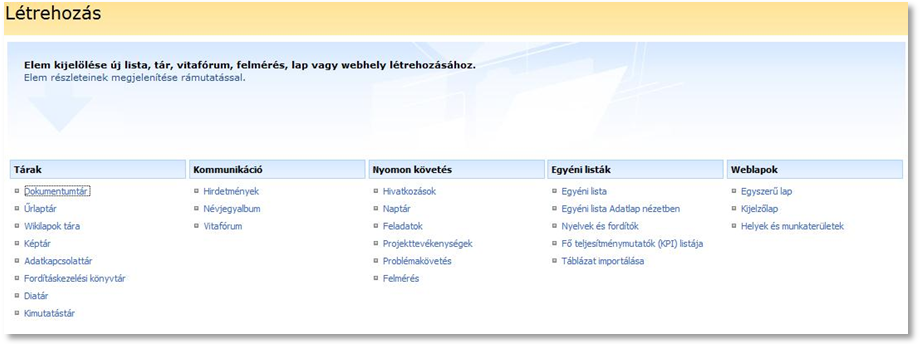 Létrehozás
Elem kijelölése új lista, tár, vitafórum, felmérés, lap vagy webhely létrehozásához.
Elem részleteinek megjelenítése rámutatással.
Tárak
Dokumentumtár
Űrlaptár
Wikilapok tára
Képtár
Adatkapcsolattár
Fordításkezelési könyvtár
Diatár
Kimutatástár
Kommunikáció
Hirdetmények
Névjegyalbum
Vitafórum
Nyomon követés
Hivatkozások
Naptár
Feladatok
Projekttevékenységek
Problémakövetés
Felmérés
Egyéni listák
Egyéni lista
Egyéni lista Adatlap nézetben
Nyelvek és fordítók
Fő teljesítménymutatók (KPI) listája
Táblázat importálása
Weblapok
Egyszerű lap
Kijelzőlap
Helyek és munkaterületek